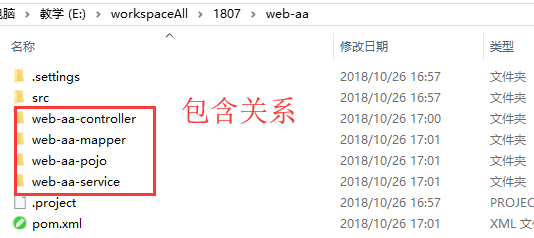 电脑 > 教学 (E:) > workspaceAll > 1807 > web-aa
名称 修改日期 类型
.settings 2018/10/26 16:57 文件夹
src 2018/10/26 16:57 文件夹
web-aa-controller 2018/10/26 17:00 文件夹
web-aa-mapper 2018/10/26 17:01 文件夹
web-aa-pojo 2018/10/26 17:01 文件夹
web-aa-service 2018/10/26 17:01 文件夹
包含关系
.project 2018/10/26 16:57 PROJEC
pom.xml 2018/10/26 17:01 XML 文